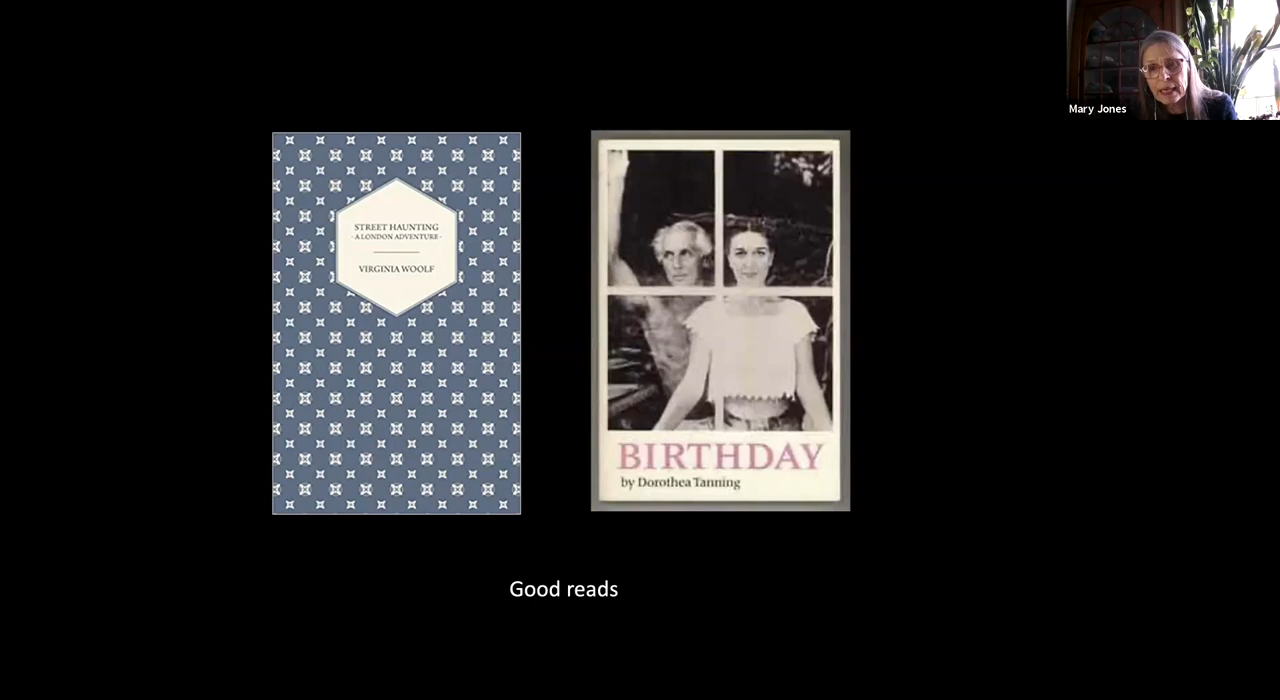 Mary Jones
STREET HAUNTING
- A LONDON ADVENTURE -
VIRGINIA WOOLF
BIRTHDAY
by Dorothea Tanning
Good reads